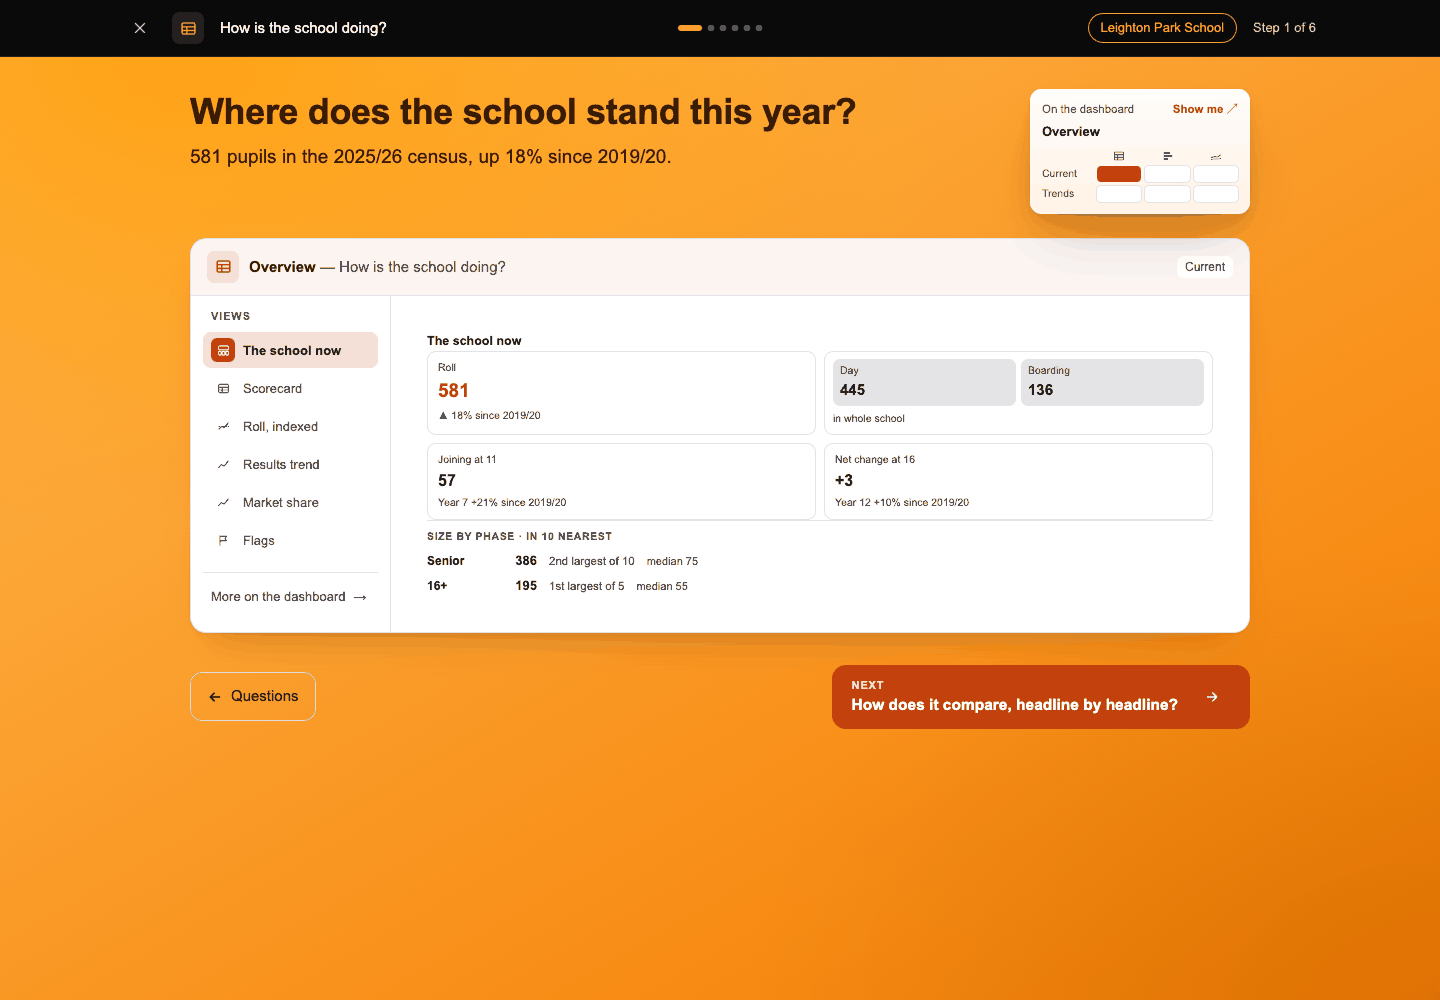 How is the school doing?
Leighton Park School
Step 1 of 6
Where does the school stand this year?
581 pupils in the 2025/26 census, up 18% since 2019/20.
On the dashboard
Show me
Overview
Current
Trends
Overview — How is the school doing?
Current
VIEWS
The school now
Scorecard
Roll, indexed
Results trend
Market share
Flags
More on the dashboard →
The school now
Roll
581
▲ 18% since 2019/20
Day
445
Boarding
136
in whole school
Joining at 11
57
Year 7 +21% since 2019/20
Net change at 16
+3
Year 12 +10% since 2019/20
SIZE BY PHASE · IN 10 NEAREST
Senior 386 2nd largest of 10 median 75
16+ 195 1st largest of 5 median 55
← Questions
NEXT
How does it compare, headline by headline? →